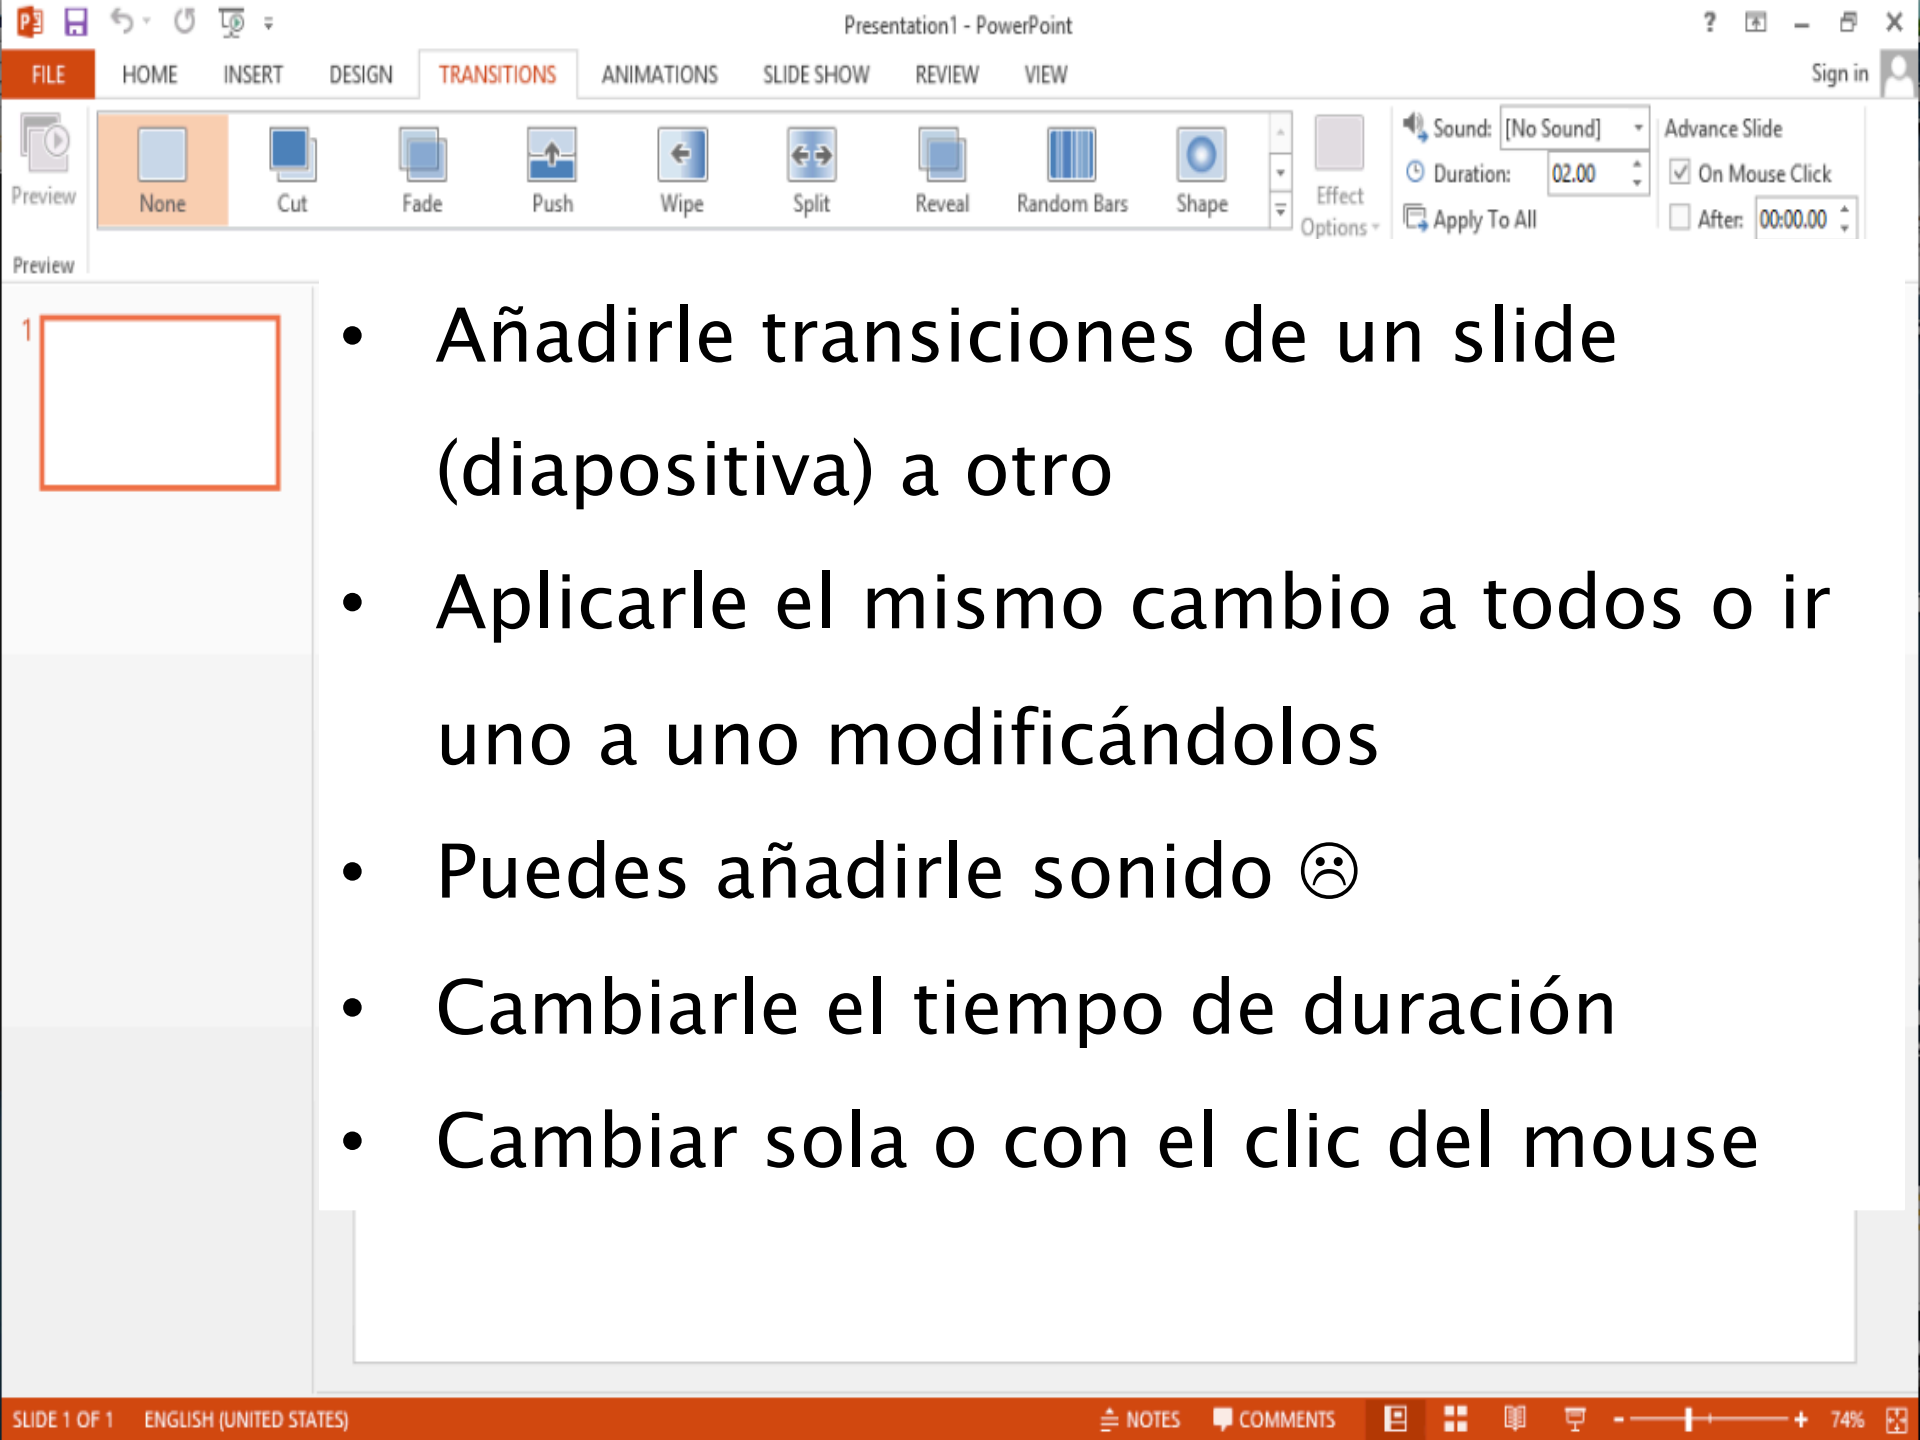 Presentation1 - PowerPoint
?
FILE HOME INSERT DESIGN TRANSITIONS ANIMATIONS SLIDE SHOW REVIEW VIEW Sign in
Preview
None Cut Fade Push Wipe Split Reveal Random Bars Shape
Effect
Options
Sound: [No Sound]
Duration: 02.00
Apply To All
Advance Slide
On Mouse Click
After: 00:00.00
Preview
1
• Añadirle transiciones de un slide
(diapositiva) a otro
• Aplicarle el mismo cambio a todos o ir
uno a uno modificándolos
• Puedes añadirle sonido ☹
• Cambiarle el tiempo de duración
• Cambiar sola o con el clic del mouse
SLIDE 1 OF 1 ENGLISH (UNITED STATES) NOTES COMMENTS 74%